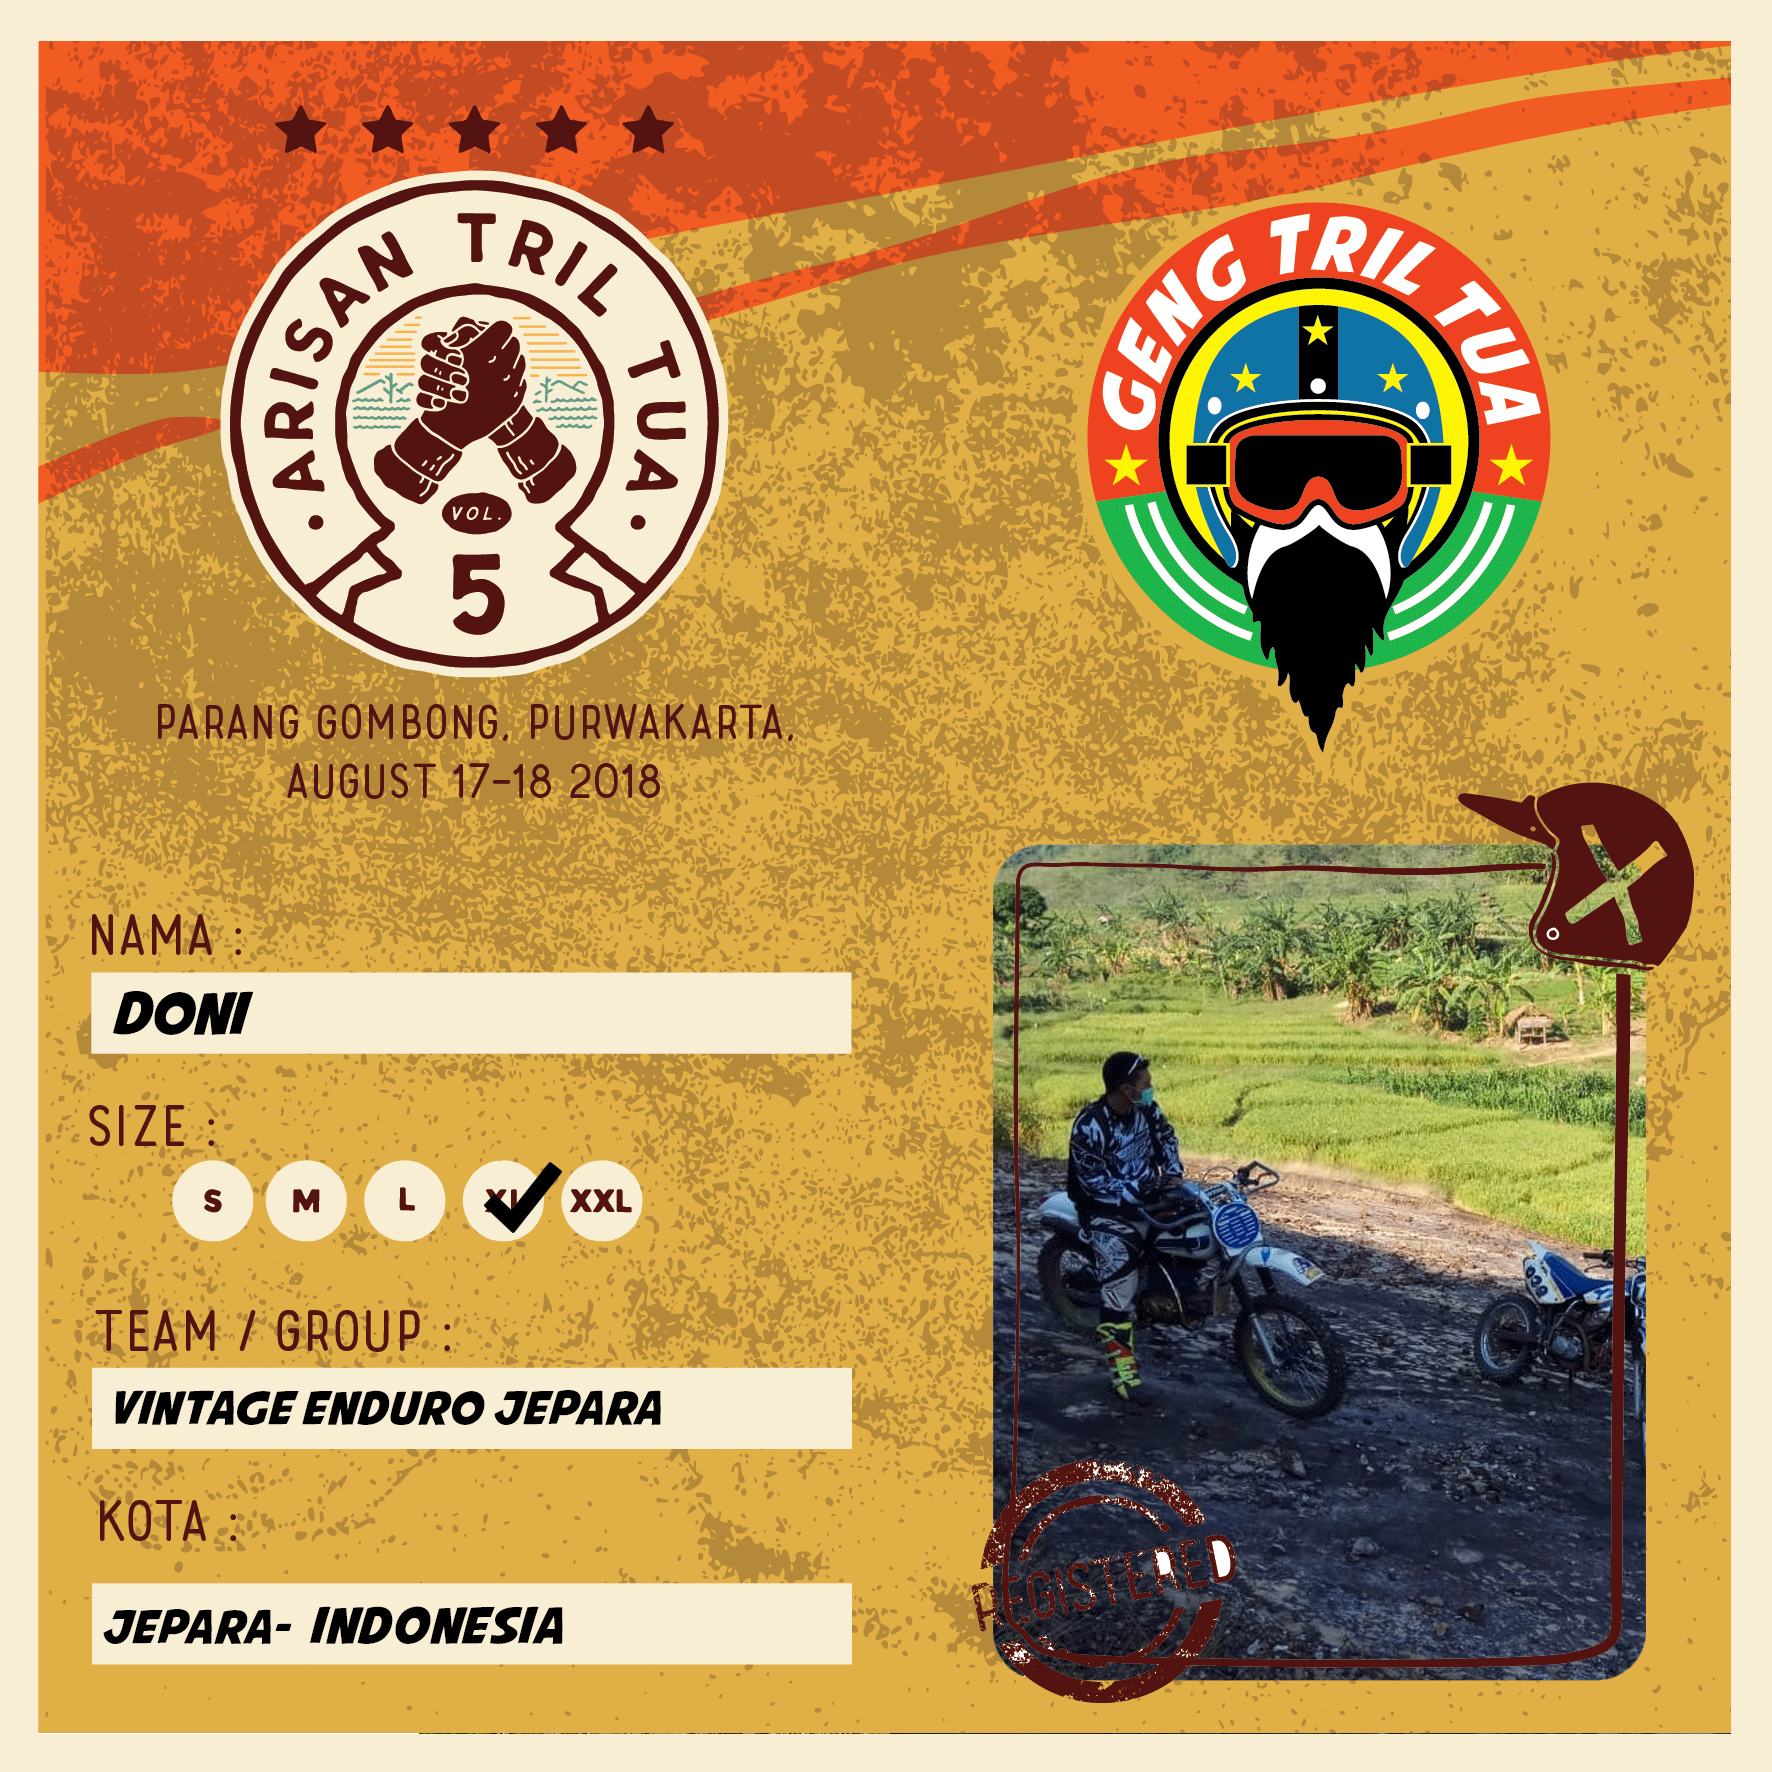 ARISAN TRIL TUA
VOL.
5
GENG TRIL TUA
PARANG GOMBONG, PURWAKARTA,
AUGUST 17-18 2018
NAMA :
DONI
SIZE :
S M L XL XXL
TEAM / GROUP :
VINTAGE ENDURO JEPARA
KOTA :
JEPARA- INDONESIA
REGISTERED